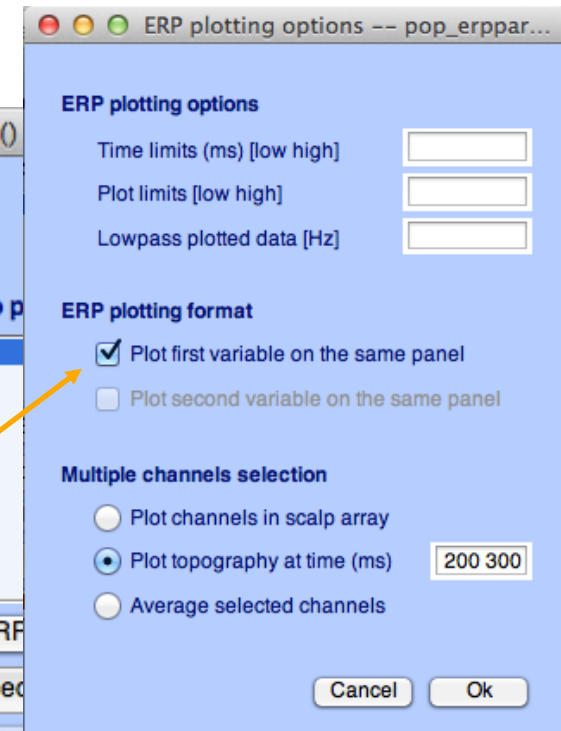 ERP plotting options -- pop_erppar...
()
ERP plotting options
Time limits (ms) [low high]
Plot limits [low high]
Lowpass plotted data [Hz]
p
ERP plotting format
Plot first variable on the same panel
Plot second variable on the same panel
Multiple channels selection
Plot channels in scalp array
Plot topography at time (ms) 200 300
Average selected channels
Cancel Ok